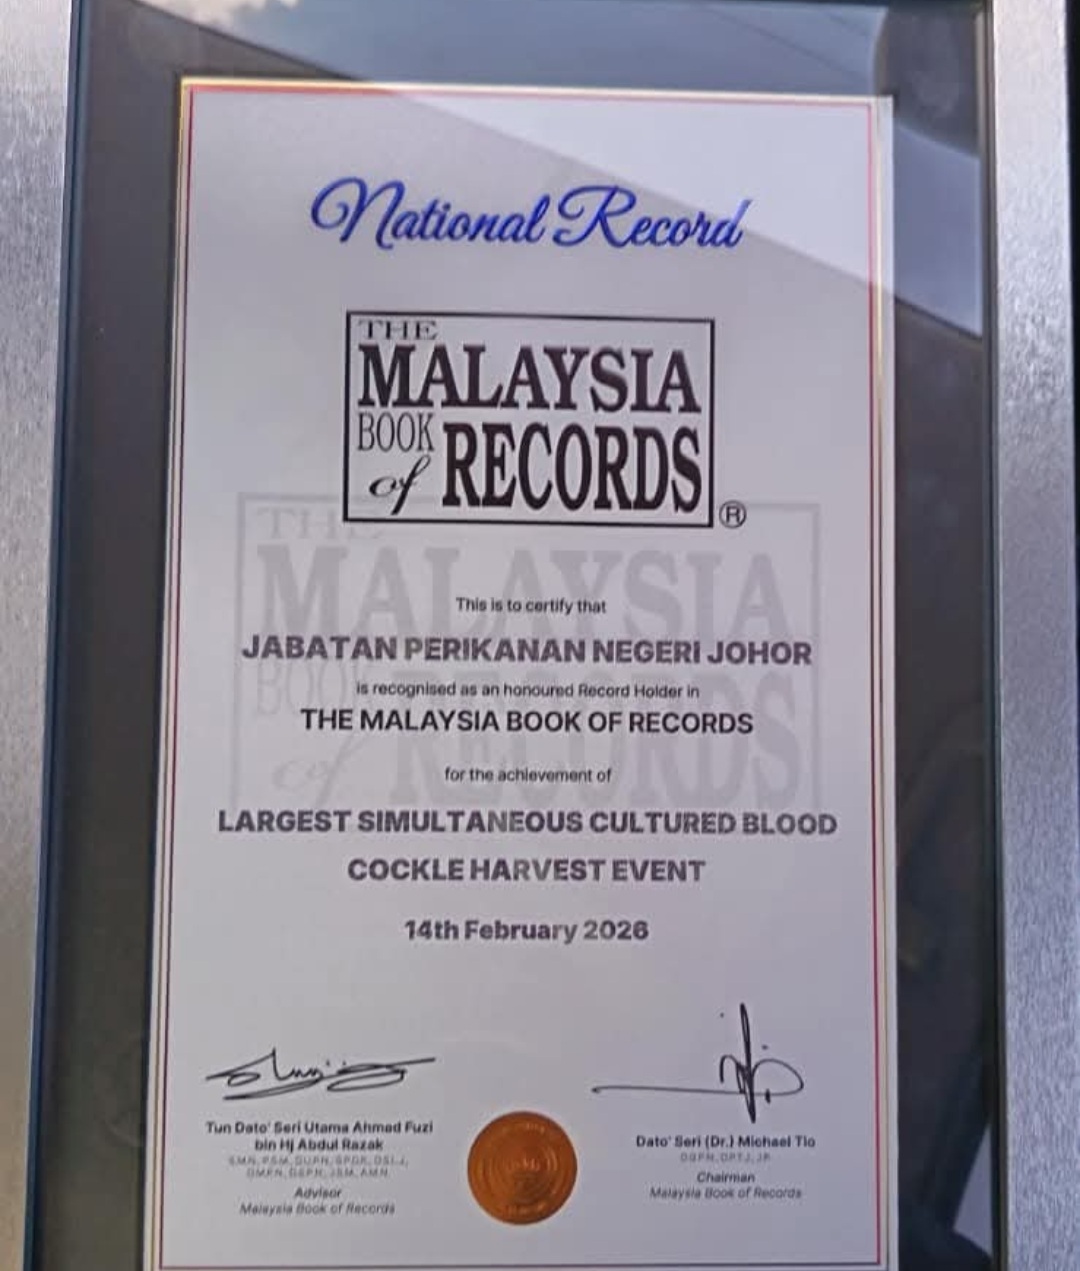 National Record
THE
MALAYSIA
BOOK
of RECORDS
®
This is to certify that
JABATAN PERIKANAN NEGERI JOHOR
is recognised as an honoured Record Holder in
THE MALAYSIA BOOK OF RECORDS
for the achievement of
LARGEST SIMULTANEOUS CULTURED BLOOD
COCKLE HARVEST EVENT
14th February 2026
Tun Dato' Seri Utama Ahmad Fuzi
bin Hj Abdul Razak
Advisor
Malaysia Book of Records
Dato' Seri (Dr.) Michael Tio
Chairman
Malaysia Book of Records